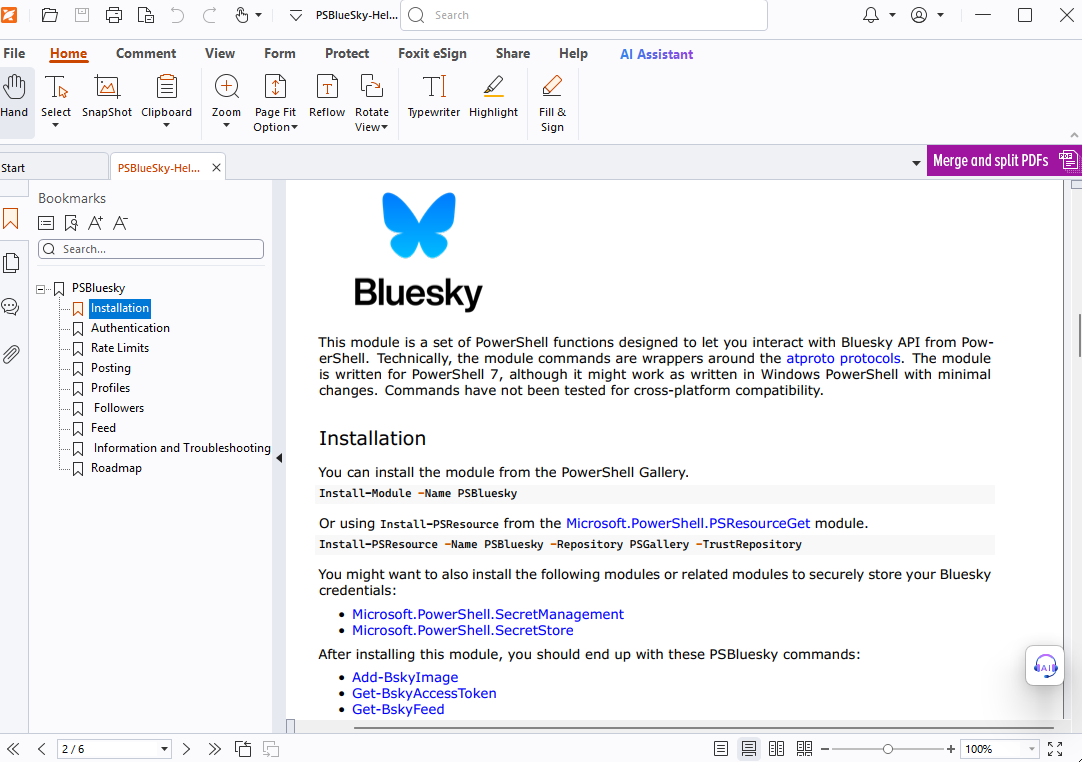 PSBlueSky-Hel...
Search
File Home Comment View Form Protect Foxit eSign Share Help AI Assistant
Hand Select SnapShot Clipboard Zoom Page Fit Option Reflow Rotate View Typewriter Highlight Fill & Sign
Start
PSBlueSky-Hel...
Merge and split PDFs
Bookmarks
Search...
PSBluesky
Installation
Authentication
Rate Limits
Posting
Profiles
Followers
Feed
Information and Troubleshooting
Roadmap
Bluesky
This module is a set of PowerShell functions designed to let you interact with Bluesky API from Pow-
erShell. Technically, the module commands are wrappers around the atproto protocols. The module
is written for PowerShell 7, although it might work as written in Windows PowerShell with minimal
changes. Commands have not been tested for cross-platform compatibility.
Installation
You can install the module from the PowerShell Gallery.
Install-Module -Name PSBluesky
Or using Install-PSResource from the Microsoft.PowerShell.PSResourceGet module.
Install-PSResource -Name PSBluesky -Repository PSGallery -TrustRepository
You might want to also install the following modules or related modules to securely store your Bluesky
credentials:
• Microsoft.PowerShell.SecretManagement
• Microsoft.PowerShell.SecretStore
After installing this module, you should end up with these PSBluesky commands:
• Add-BskyImage
• Get-BskyAccessToken
• Get-BskyFeed
AI
2 / 6
100%